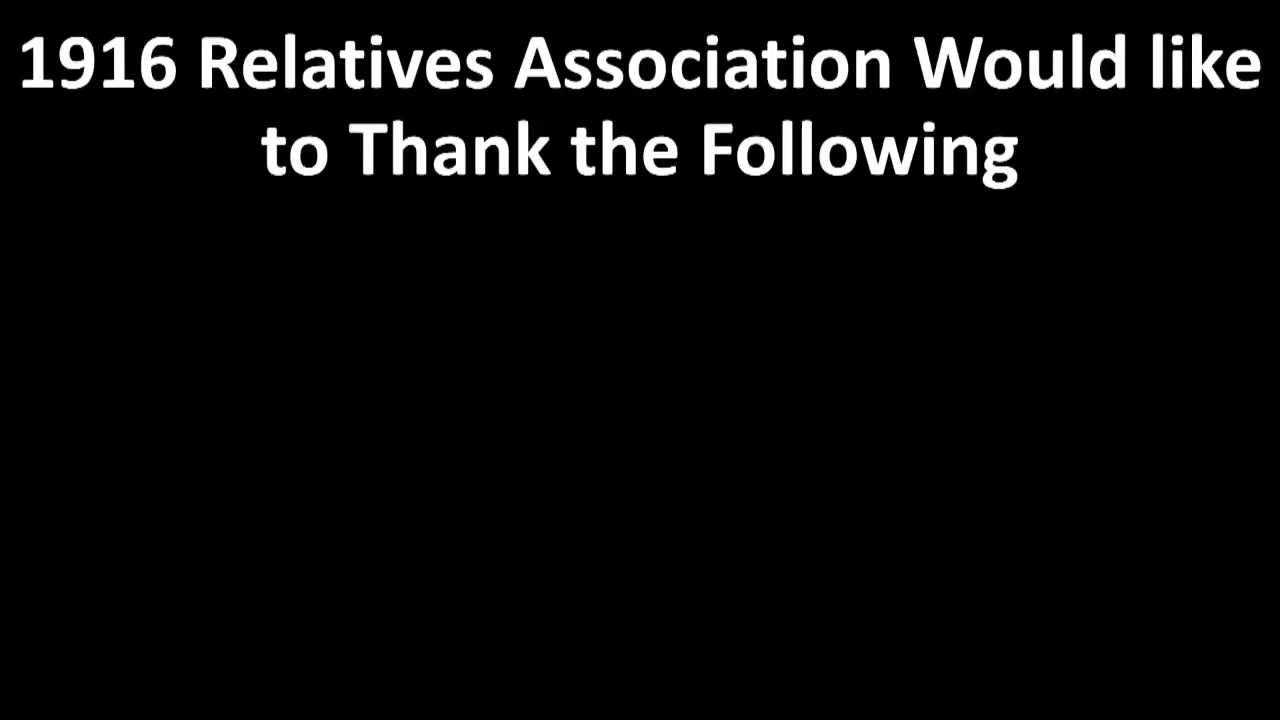 1916 Relatives Association Would like
to Thank the Following